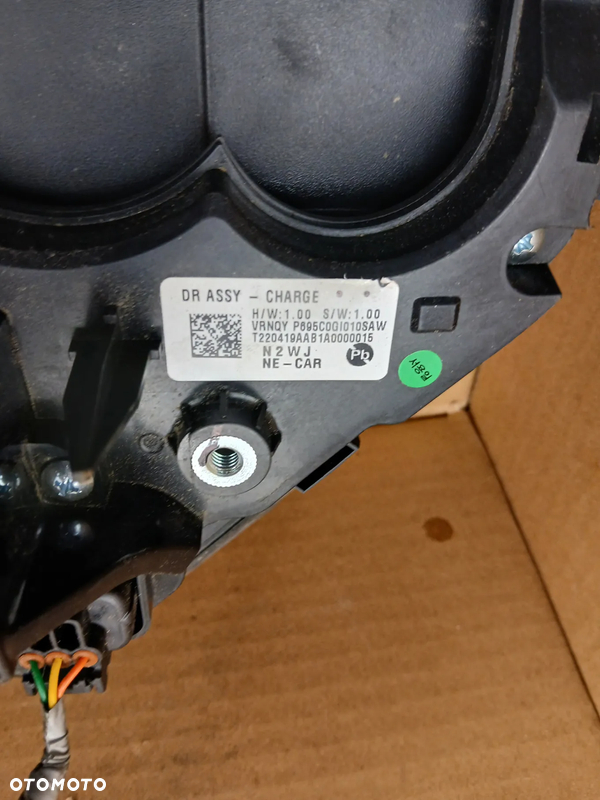 DR ASSY - CHARGE
H/W:1.00 S/W:1.00
VRNQY P695C00I010SAW
T220419AAB1A0000015
N2WJ
Pb
NE-CAR
OTOMOTO